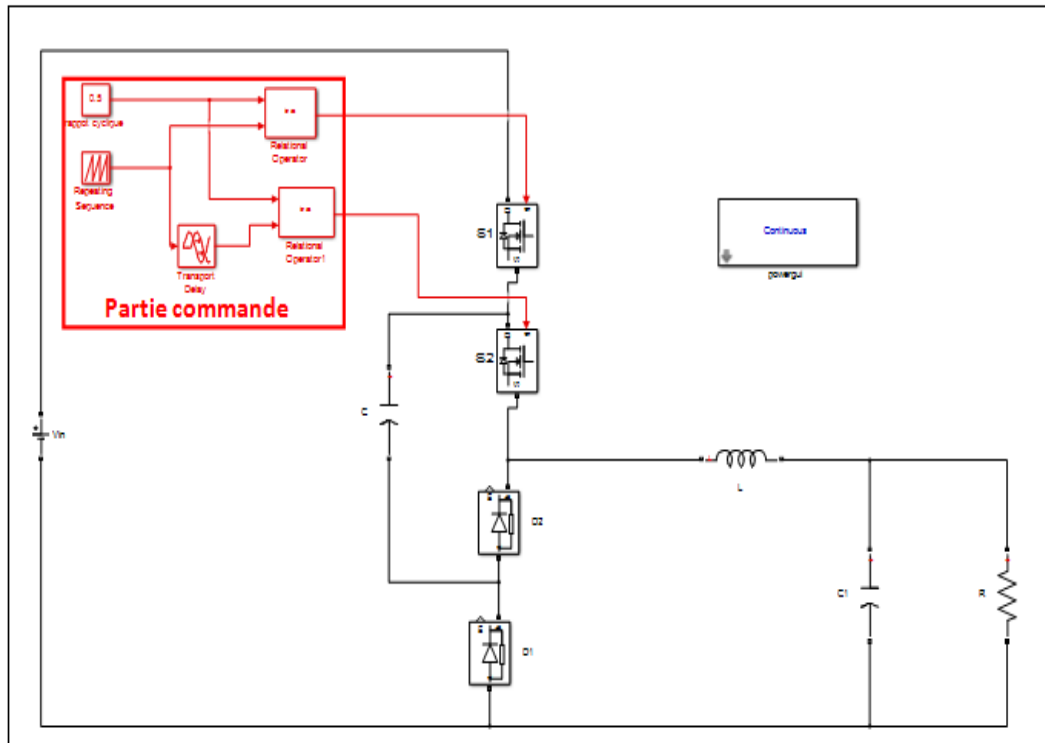 0.5
rappot cyclique
Relational
Operator
Repeating
Sequence
Relational
Operator1
Transport
Delay
Partie commande
S1
Continuous
powergui
S2
C
Vin
L
D2
C1
R
D1